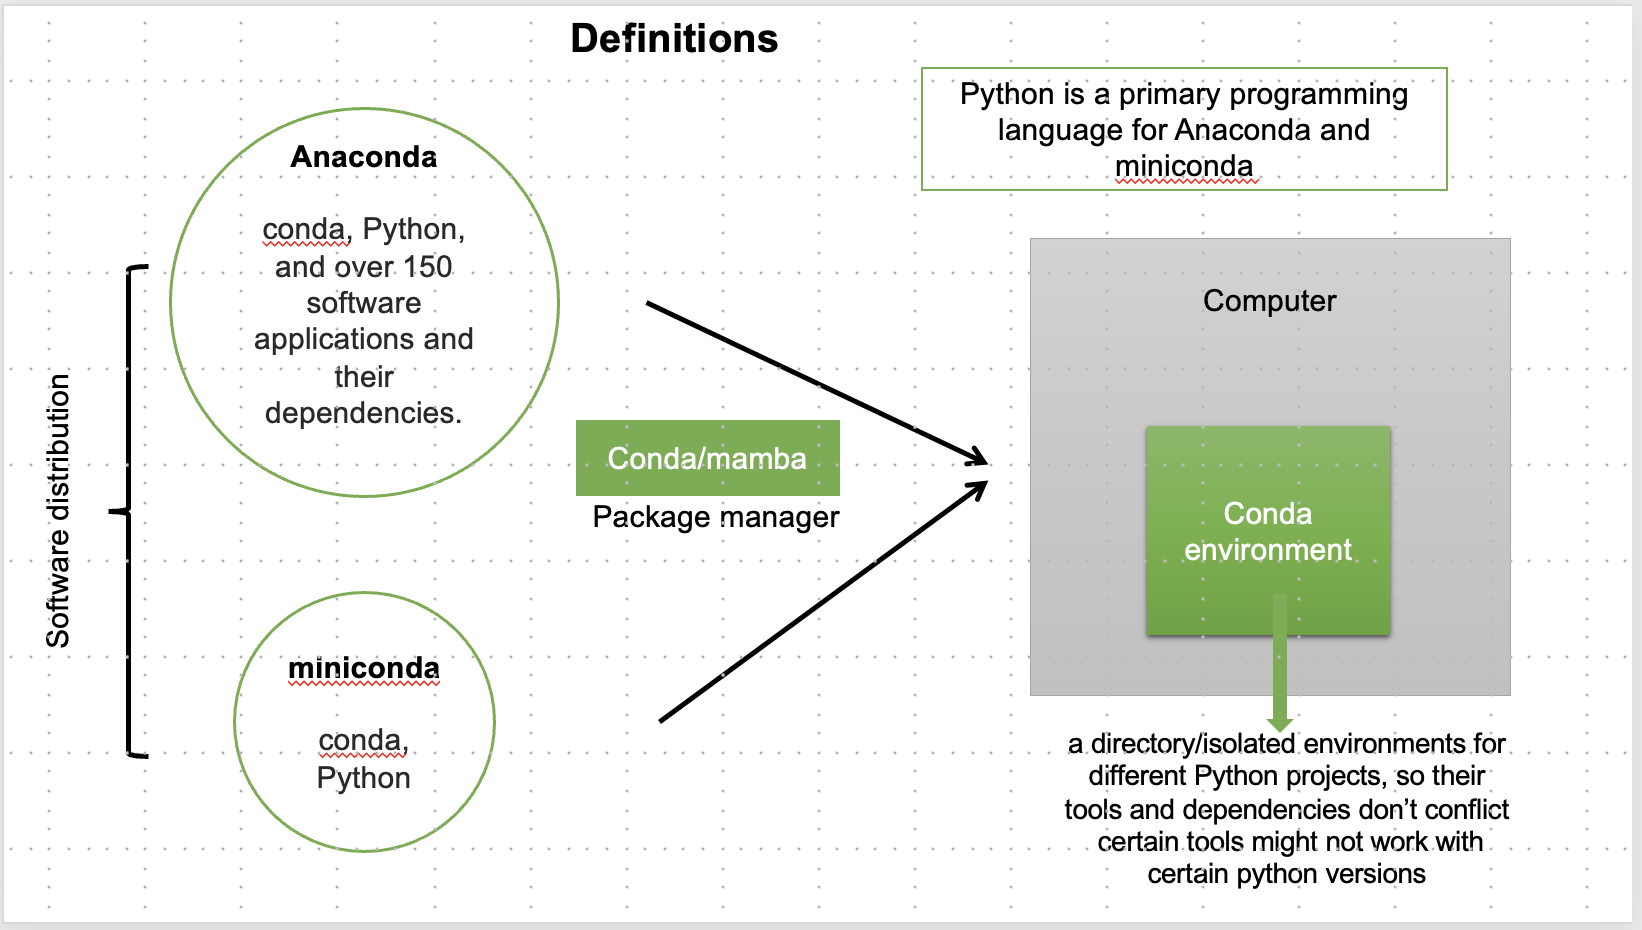 Definitions
Python is a primary programming
language for Anaconda and
miniconda
Anaconda
conda, Python,
and over 150
software
applications and
their
dependencies.
Software distribution
Conda/mamba
Package manager
miniconda
conda,
Python
Computer
Conda
environment
a directory/isolated environments for
different Python projects, so their
tools and dependencies don’t conflict
certain tools might not work with
certain python versions